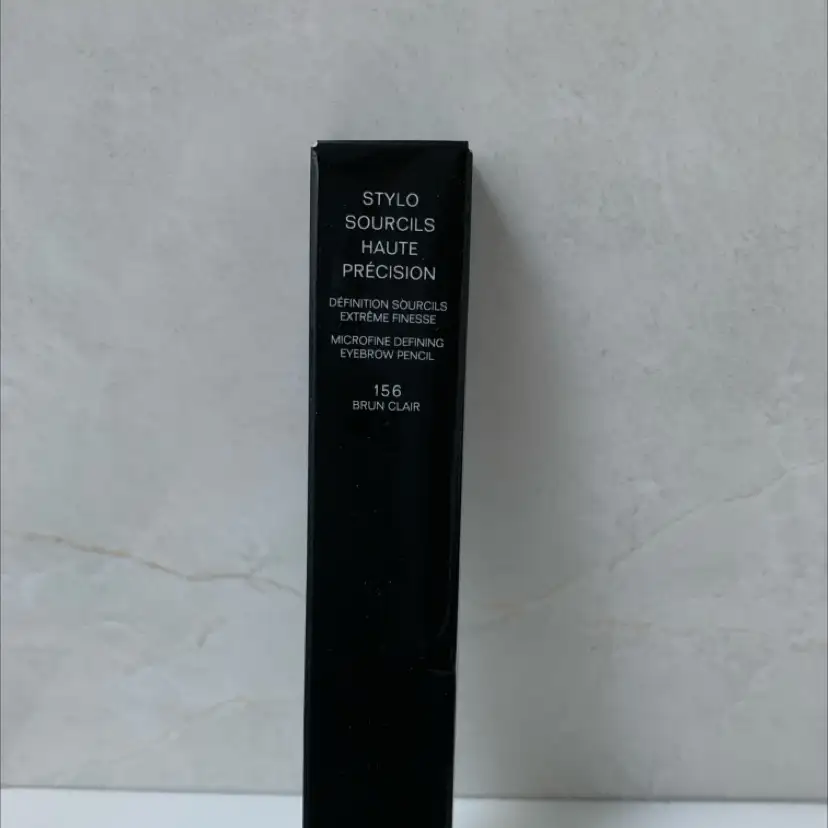 STYLO
SOURCILS
HAUTE
PRÉCISION
DÉFINITION SOURCILS
EXTRÊME FINESSE
MICROFINE DEFINING
EYEBROW PENCIL
156
BRUN CLAIR